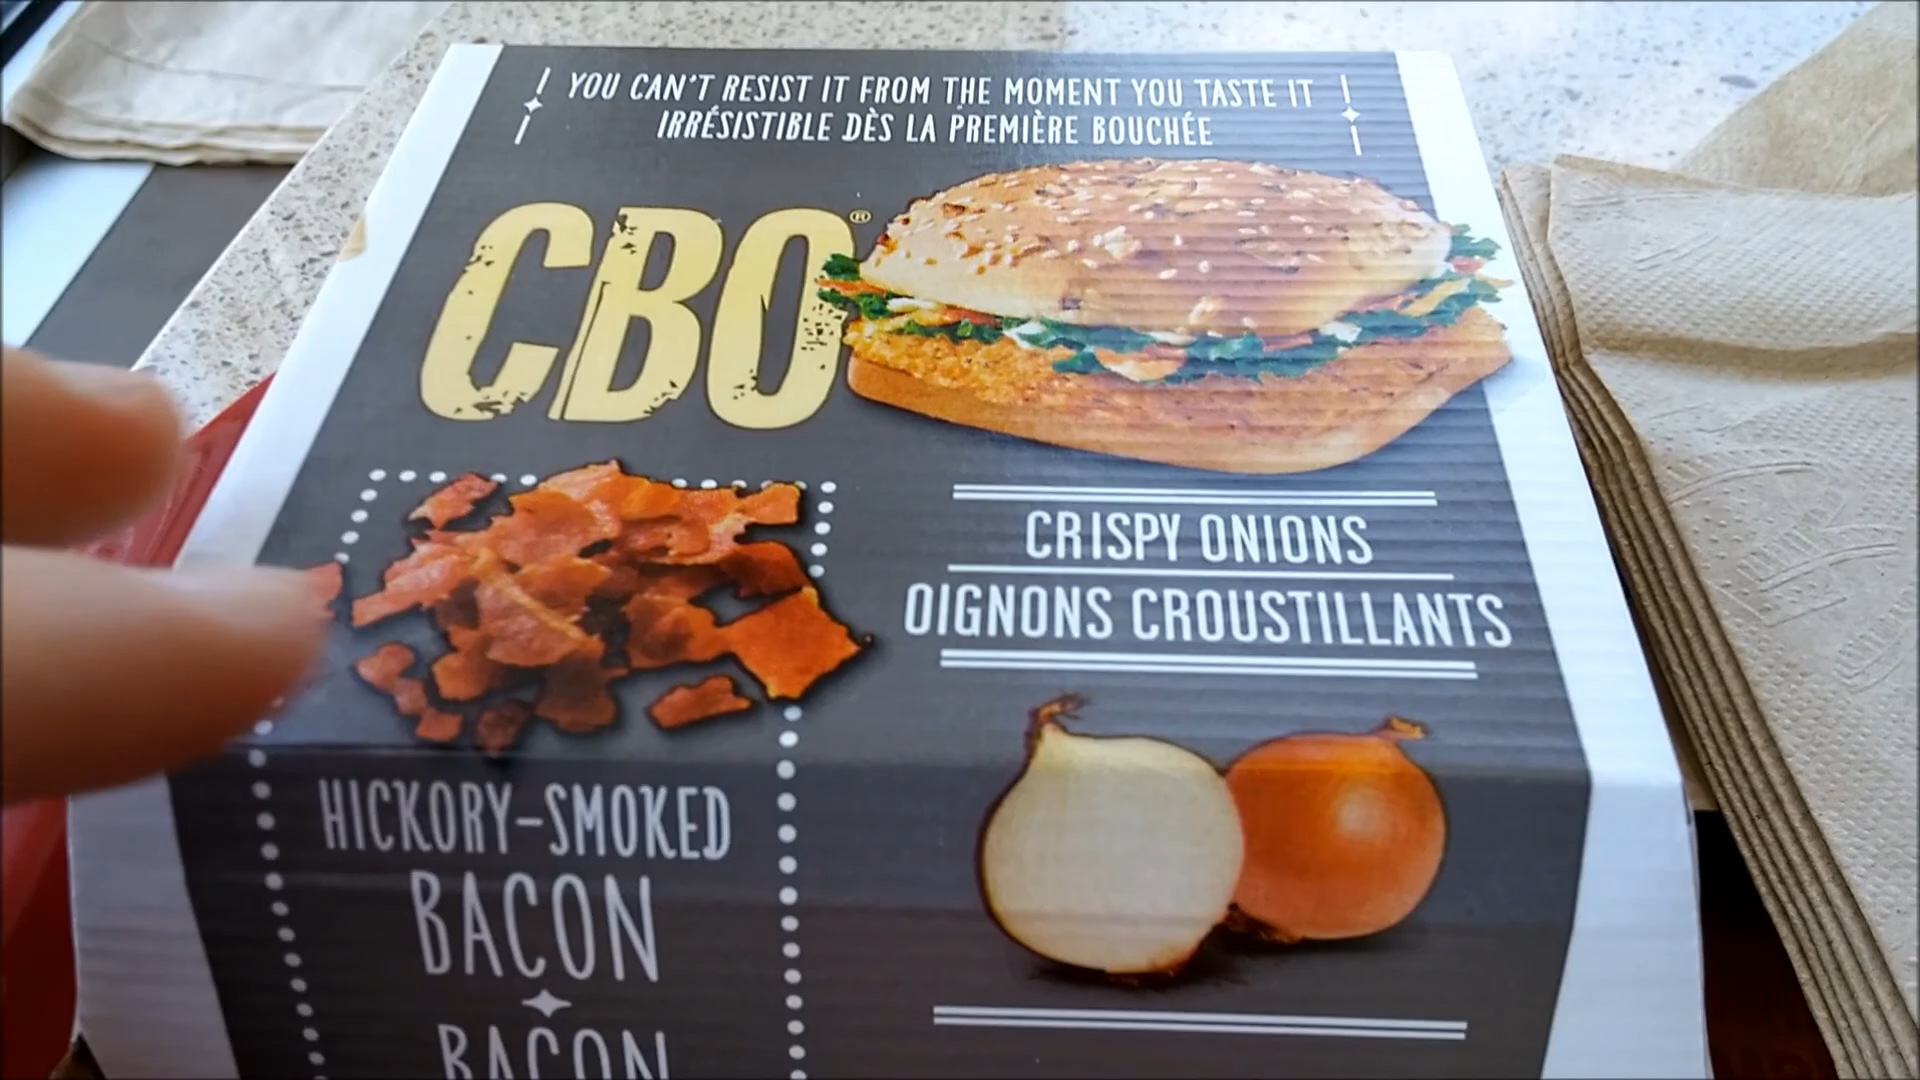 YOU CAN'T RESIST IT FROM THE MOMENT YOU TASTE IT
IRRÉSISTIBLE DÈS LA PREMIÈRE BOUCHÉE
CBO®
CRISPY ONIONS
OIGNONS CROUSTILLANTS
HICKORY-SMOKED
BACON
BACON